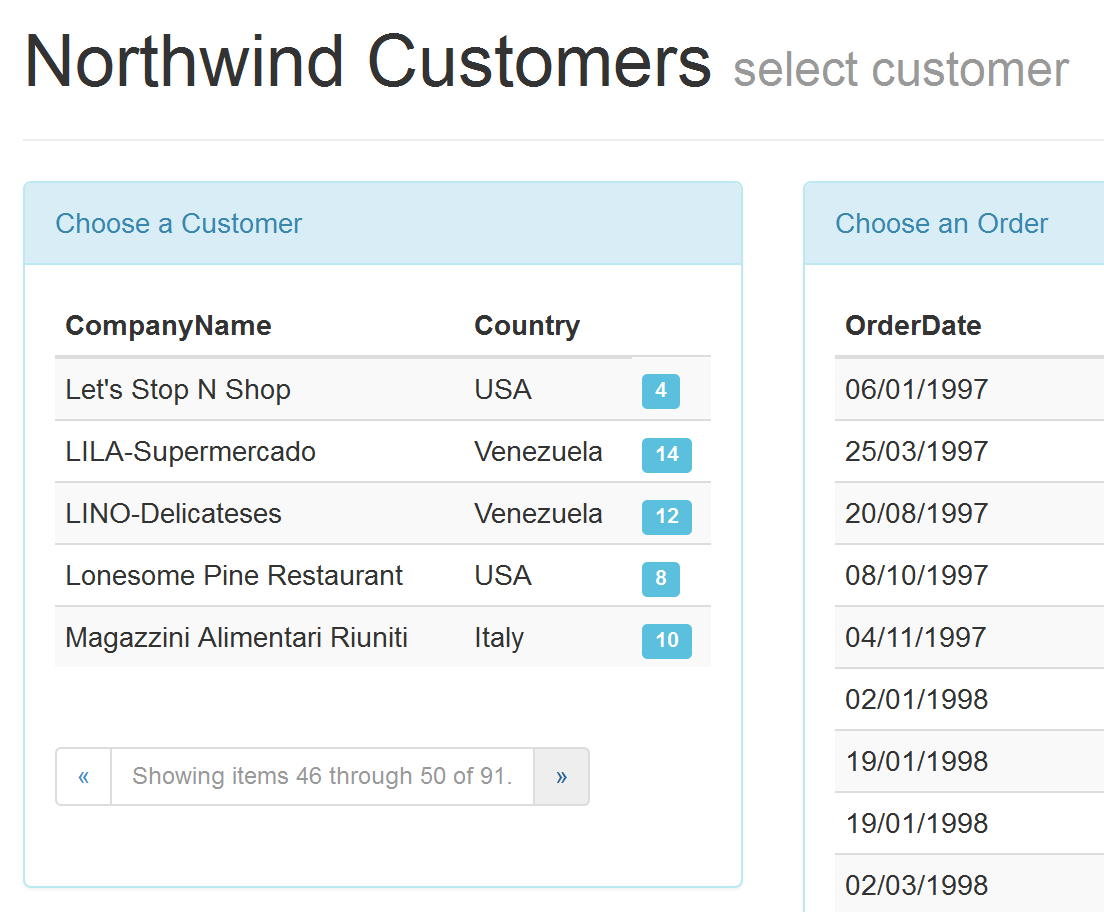 Northwind Customers select customer
Choose a Customer
CompanyName Country
Let's Stop N Shop USA 4
LILA-Supermercado Venezuela 14
LINO-Delicateses Venezuela 12
Lonesome Pine Restaurant USA 8
Magazzini Alimentari Riuniti Italy 10
« Showing items 46 through 50 of 91. »
Choose an Order
OrderDate
06/01/1997
25/03/1997
20/08/1997
08/10/1997
04/11/1997
02/01/1998
19/01/1998
19/01/1998
02/03/1998